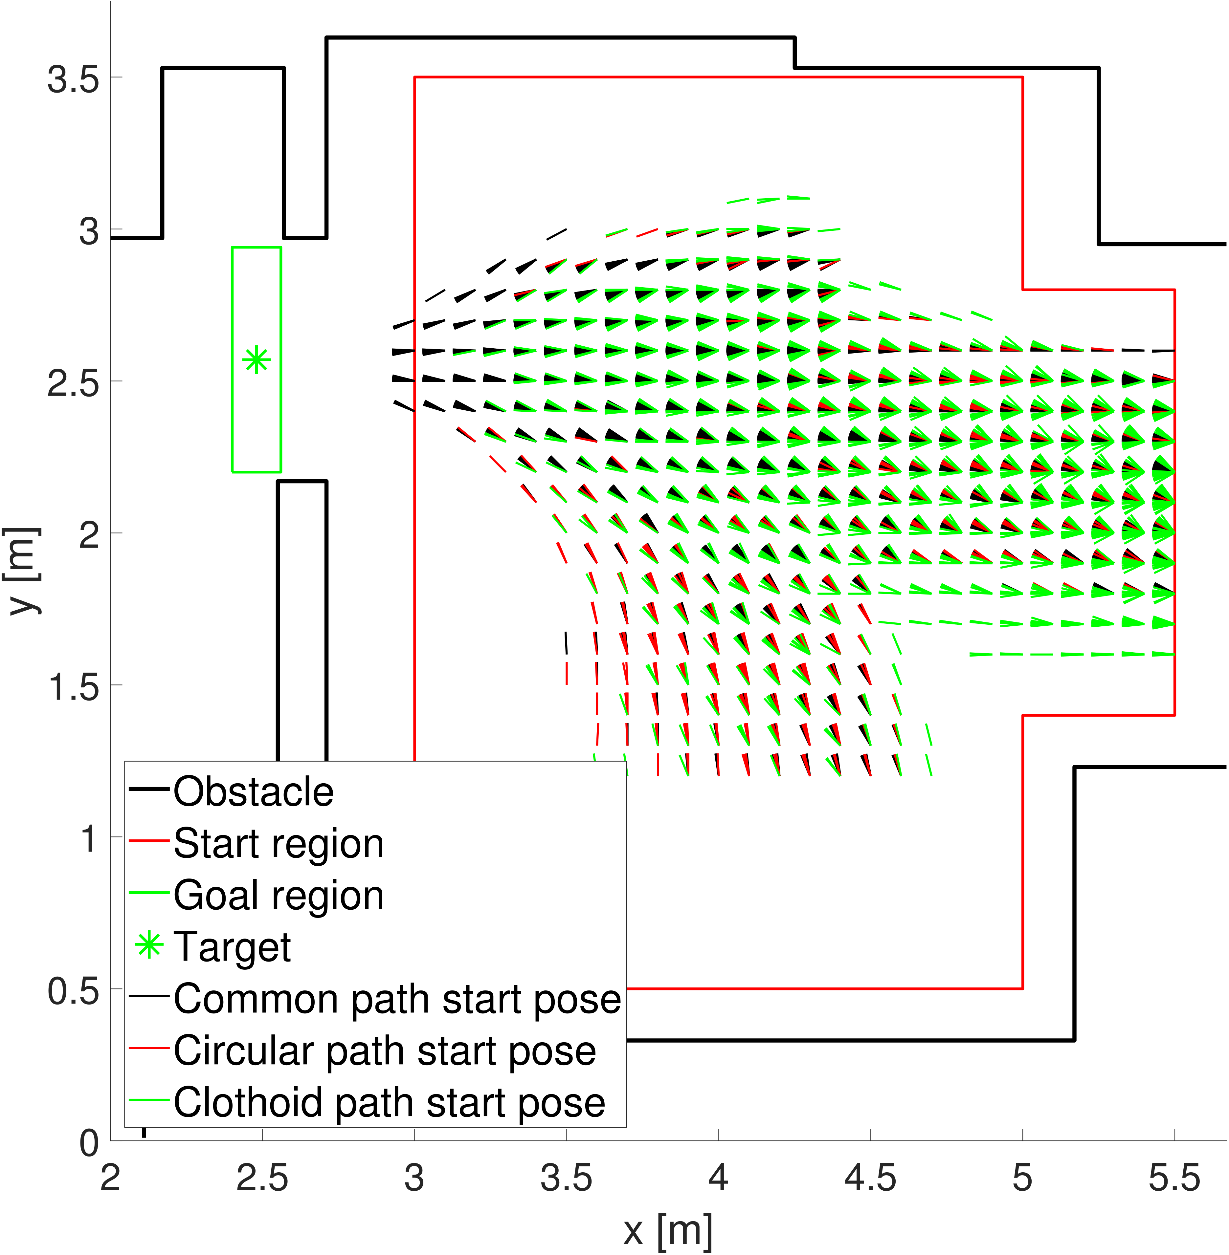 3.5
3
2.5
2
1.5
1
0.5
0
y [m]
Obstacle
Start region
Goal region
Target
Common path start pose
Circular path start pose
Clothoid path start pose
2
2.5
3
3.5
4
4.5
5
5.5
x [m]